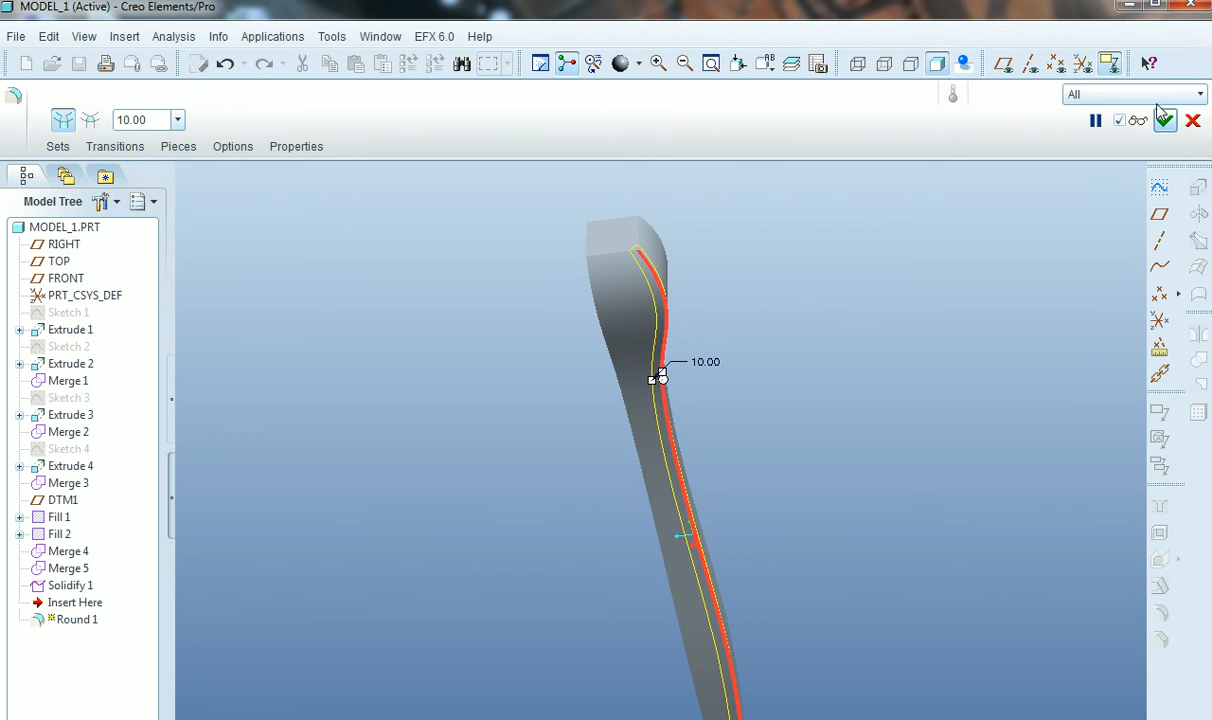 MODEL_1 (Active) - Creo Elements/Pro
File Edit View Insert Analysis Info Applications Tools Window EFX 6.0 Help
All
10.00
Sets Transitions Pieces Options Properties
Model Tree
MODEL_1.PRT
RIGHT
TOP
FRONT
PRT_CSYS_DEF
Sketch 1
Extrude 1
Sketch 2
Extrude 2
Merge 1
Sketch 3
Extrude 3
Merge 2
Sketch 4
Extrude 4
Merge 3
DTM1
Fill 1
Fill 2
Merge 4
Merge 5
Solidify 1
Insert Here
Round 1
10.00